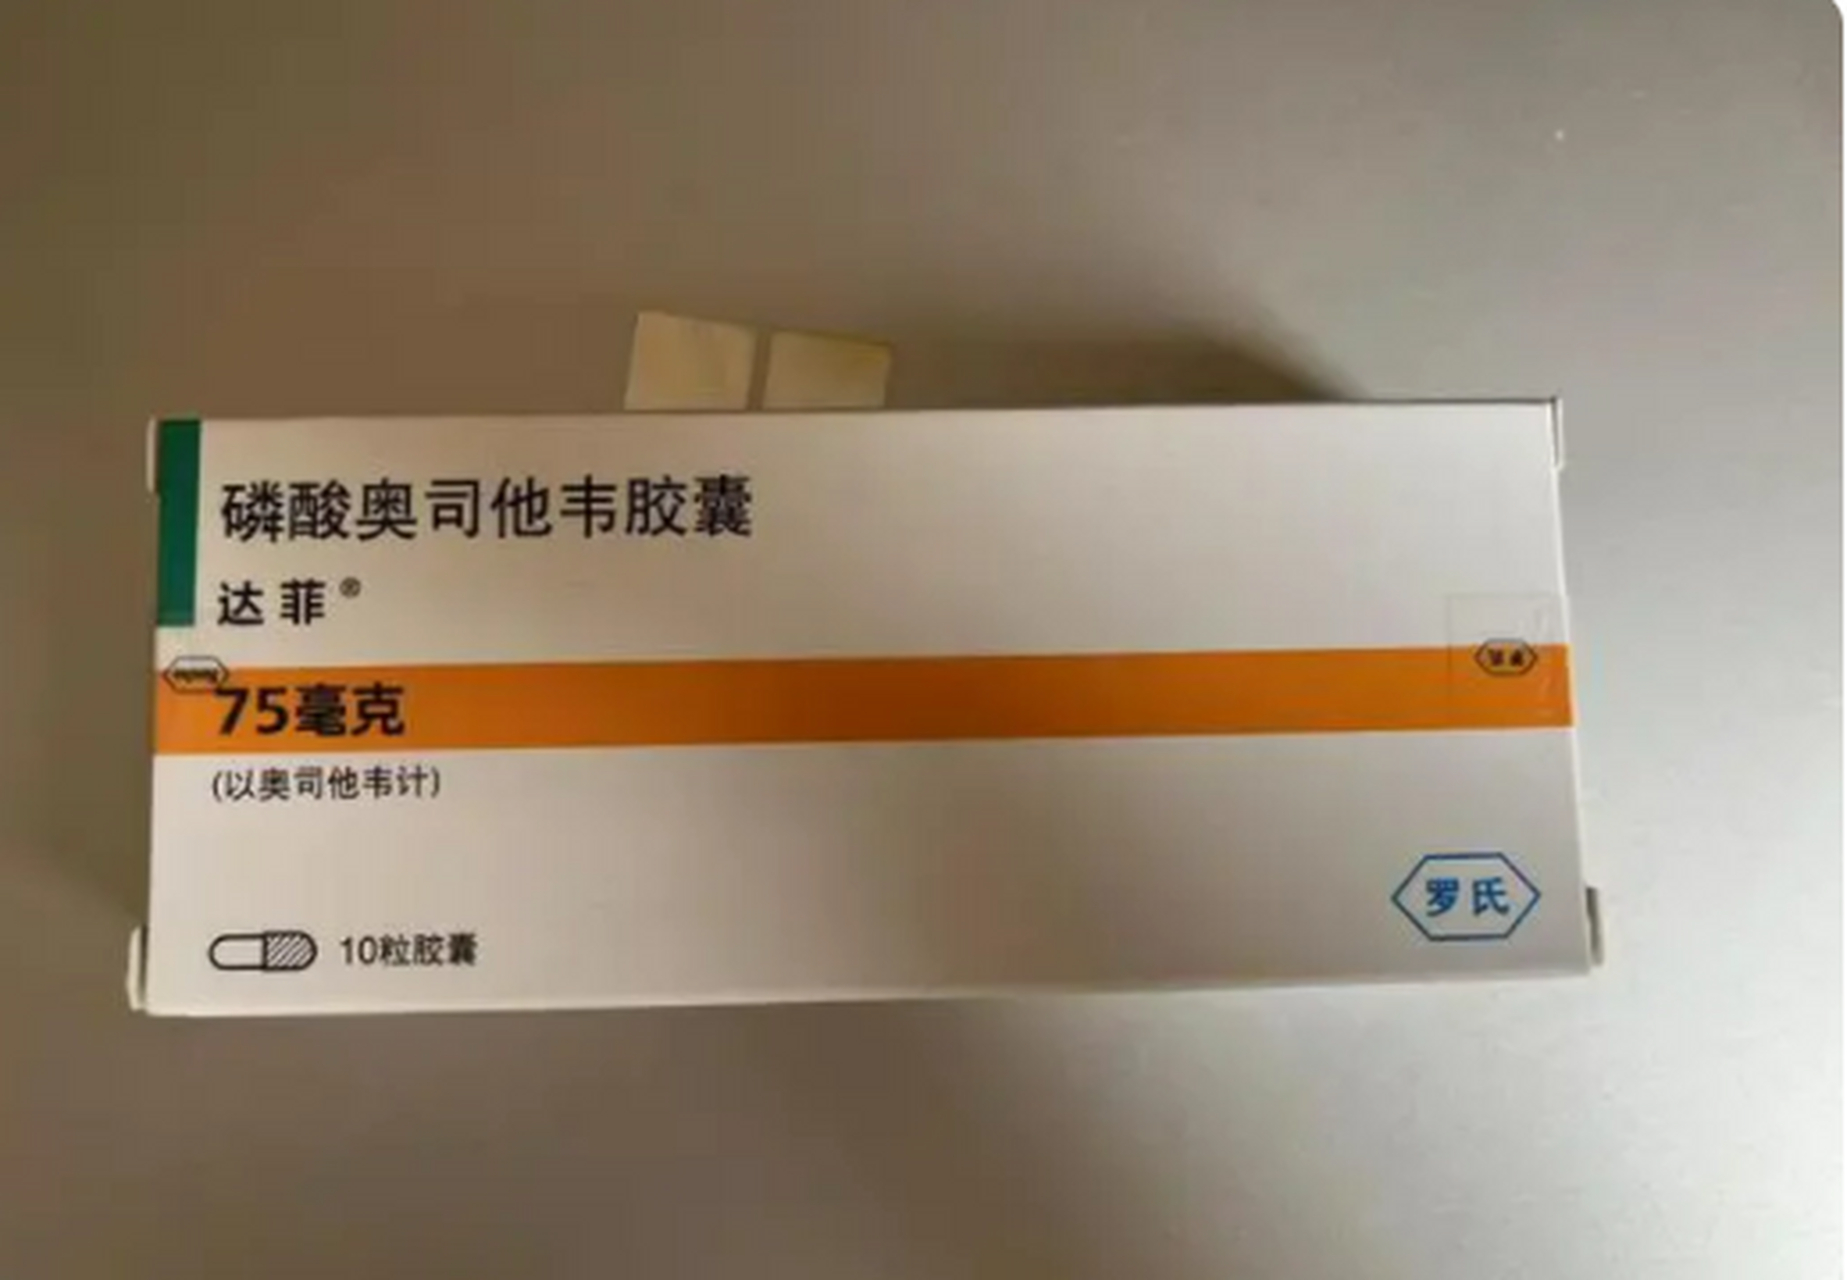 磷酸奥司他韦胶囊
达菲®
75毫克
(以奥司他韦计)
10粒胶囊
罗氏